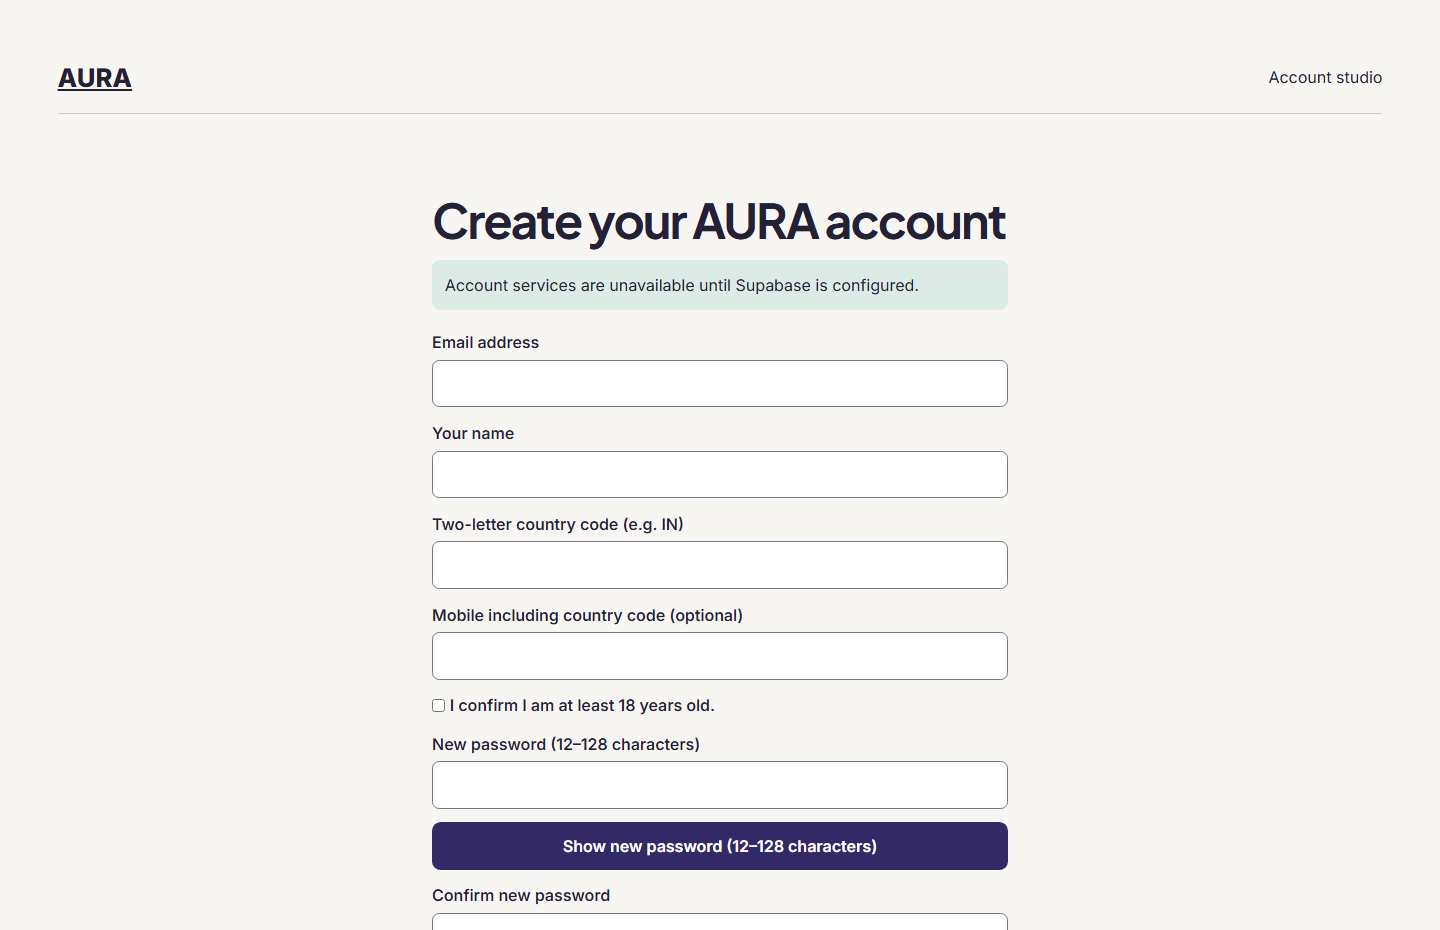 AURA
Account studio
Create your AURA account
Account services are unavailable until Supabase is configured.
Email address
Your name
Two-letter country code (e.g. IN)
Mobile including country code (optional)
I confirm I am at least 18 years old.
New password (12–128 characters)
Show new password (12–128 characters)
Confirm new password